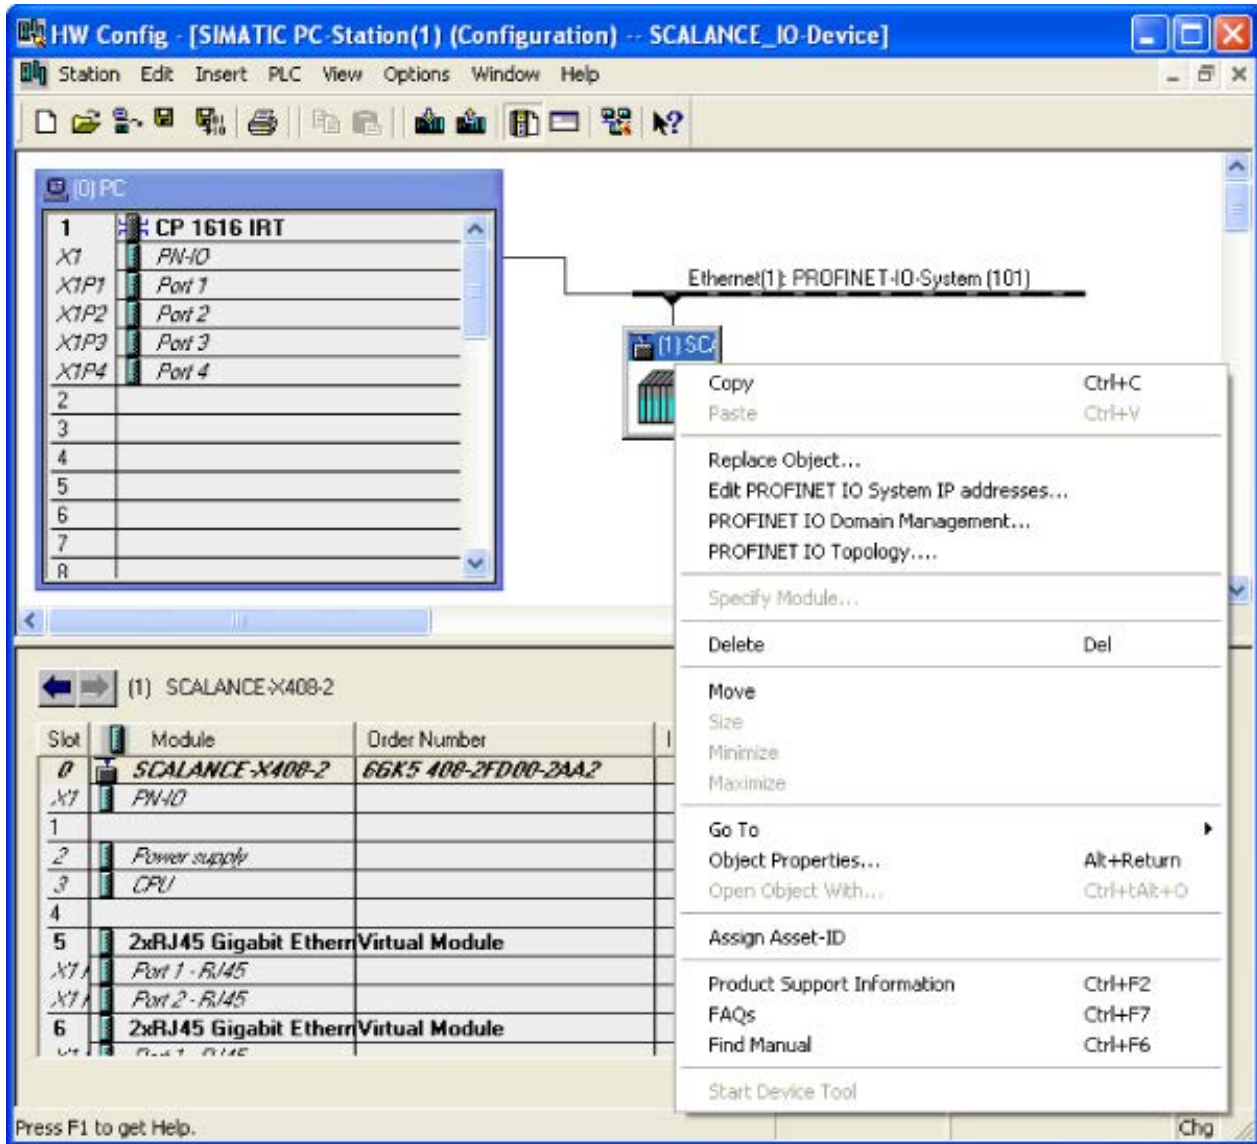 HW Config - [SIMATIC PC-Station(1) (Configuration) -- SCALANCE_IO-Device]
Station Edit Insert PLC View Options Window Help
(0) PC
1 CP 1616 IRT
X1 PN-IO
X1P1 Port 1
X1P2 Port 2
X1P3 Port 3
X1P4 Port 4
2
3
4
5
6
7
8
Ethernet(1): PROFINET-IO-System (101)
(1) SCA
Copy Ctrl+C
Paste Ctrl+V
Replace Object...
Edit PROFINET IO System IP addresses...
PROFINET IO Domain Management...
PROFINET IO Topology....
Specify Module...
Delete Del
Move
Size
Minimize
Maximize
Go To
Object Properties... Alt+Return
Open Object With... Ctrl+tAlt+O
Assign Asset-ID
Product Support Information Ctrl+F2
FAQs Ctrl+F7
Find Manual Ctrl+F6
Start Device Tool
(1) SCALANCE-X408-2
Slot Module Order Number I
0 SCALANCE-X408-2 6GK5 408-2FD00-2AA2
X1 PN-IO
1
2 Power supply
3 CPU
4
5 2xRJ45 Gigabit Ethern Virtual Module
X1 Port 1 - RJ45
X1 Port 2 - RJ45
6 2xRJ45 Gigabit Ethern Virtual Module
X1 Port 1 - RJ45
Press F1 to get Help. Chg